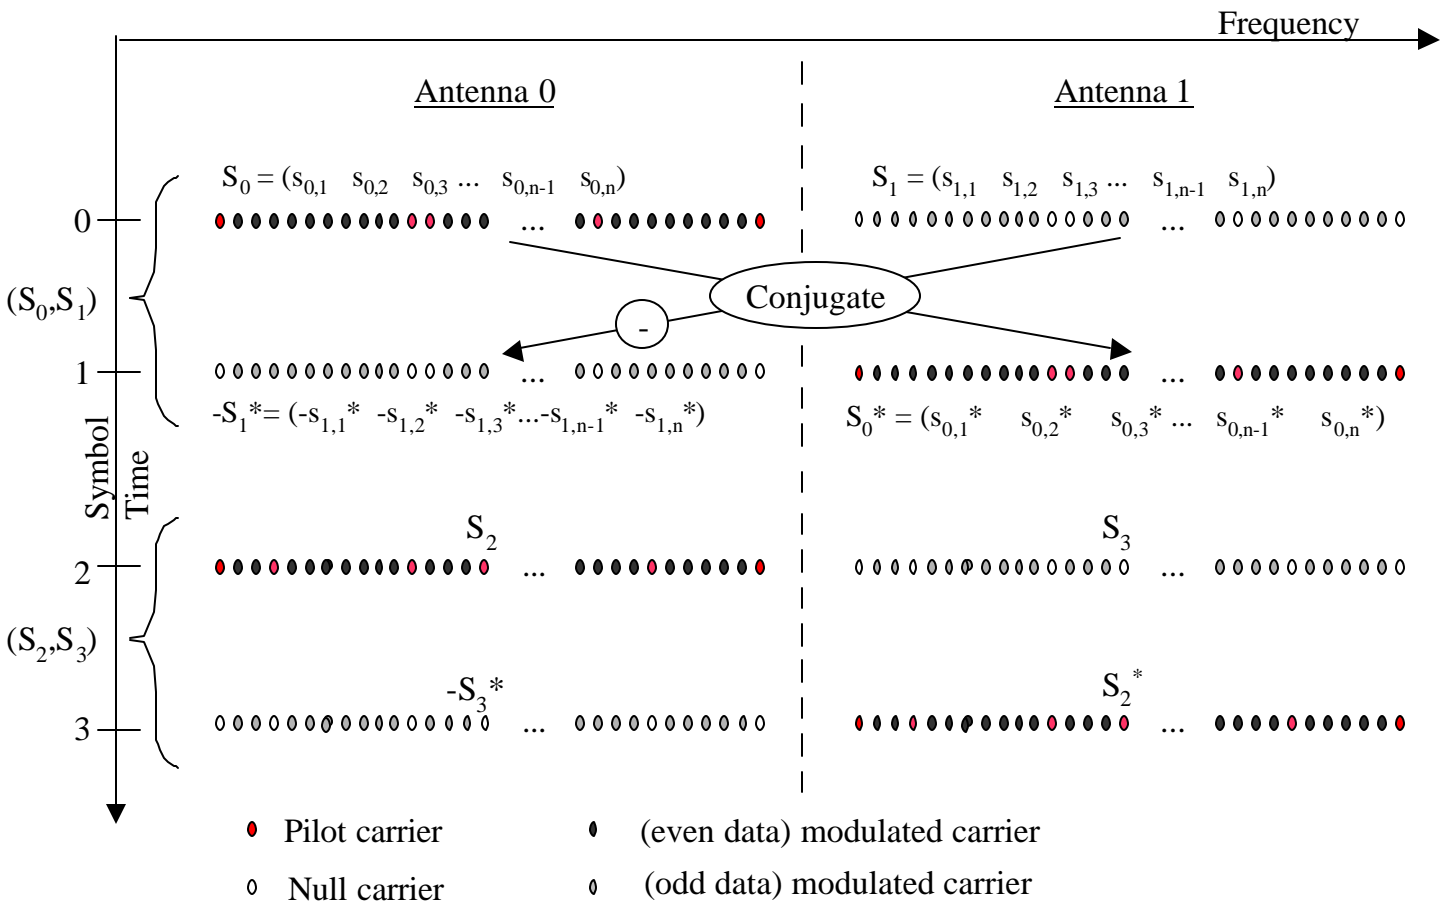 Frequency
Antenna 0 Antenna 1
S0 = (s0,1 s0,2 s0,3 ... s0,n-1 s0,n) S1 = (s1,1 s1,2 s1,3 ... s1,n-1 s1,n)
0 ... ...
(S0,S1) Conjugate
-
1 ... ...
-S1*= (-s1,1* -s1,2* -s1,3*...-s1,n-1* -s1,n*) S0* = (s0,1* s0,2* s0,3* ... s0,n-1* s0,n*)
Symbol
Time
S2 S3
2 ... ...
(S2,S3)
-S3* S2*
3 ... ...
Pilot carrier (even data) modulated carrier
Null carrier (odd data) modulated carrier